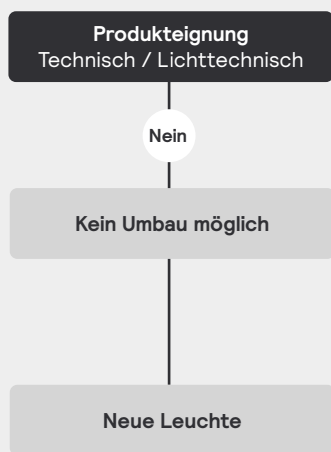 Produkteignung
Technisch / Lichttechnisch
Nein
Kein Umbau möglich
Neue Leuchte